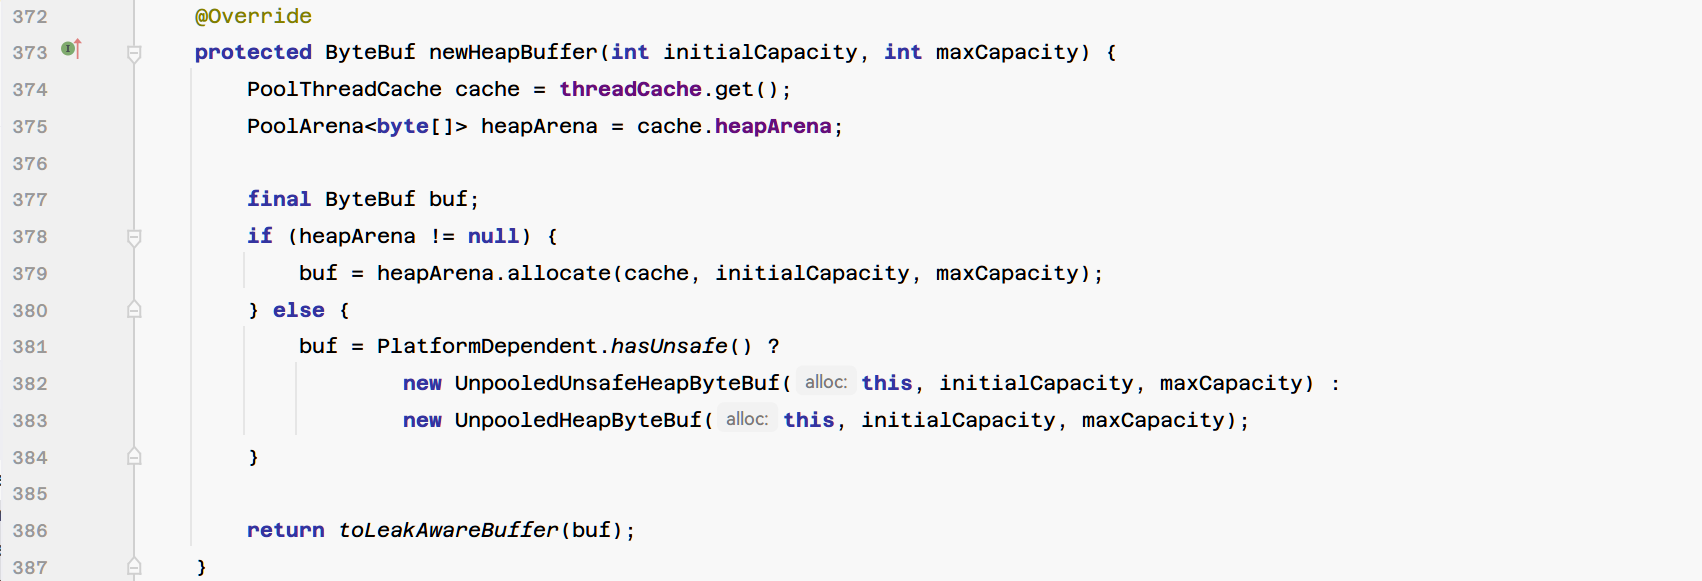 372 @Override
373 protected ByteBuf newHeapBuffer(int initialCapacity, int maxCapacity) {
374 PoolThreadCache cache = threadCache.get();
375 PoolArena<byte[]> heapArena = cache.heapArena;
376
377 final ByteBuf buf;
378 if (heapArena != null) {
379 buf = heapArena.allocate(cache, initialCapacity, maxCapacity);
380 } else {
381 buf = PlatformDependent.hasUnsafe() ?
382 new UnpooledUnsafeHeapByteBuf( alloc: this, initialCapacity, maxCapacity) :
383 new UnpooledHeapByteBuf( alloc: this, initialCapacity, maxCapacity);
384 }
385
386 return toLeakAwareBuffer(buf);
387 }